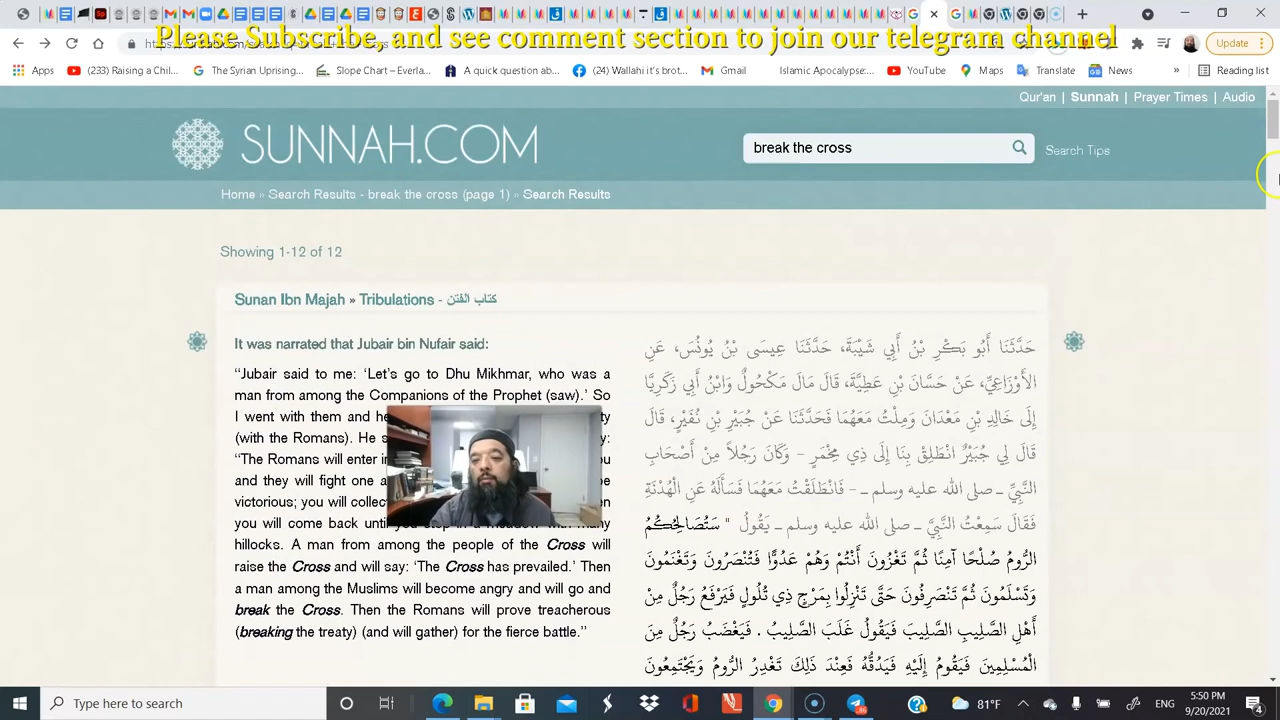 Please Subscribe, and see comment section to join our telegram channel
Update
Apps
(233) Raising a Chil...
The Syrian Uprising...
Slope Chart – Everla...
A quick question ab...
(24) Wallahi it's brot...
Gmail
Islamic Apocalypse:...
YouTube
Maps
Translate
News
»
Reading list
Qur'an | Sunnah | Prayer Times | Audio
SUNNAH.COM
break the cross
Search Tips
Home » Search Results - break the cross (page 1) » Search Results
Showing 1-12 of 12
Sunan Ibn Majah » Tribulations - كتاب الفتن
It was narrated that Jubair bin Nufair said:
“Jubair said to me: ‘Let’s go to Dhu Mikhmar, who was a
man from among the Companions of the Prophet (saw).’ So
I went with them and he
(with the Romans). He
“The Romans will enter
and they will fight one
victorious; you will collec
you will come back until you stop in a meadow with many
hillocks. A man from among the people of the Cross will
raise the Cross and will say: ‘The Cross has prevailed.’ Then
a man among the Muslims will become angry and will go and
break the Cross. Then the Romans will prove treacherous
(breaking the treaty) (and will gather) for the fierce battle.”
حَدَّثَنَا أَبُو بَكْرِ بْنُ أَبِي شَيْبَةَ، حَدَّثَنَا عِيسَى بْنُ يُونُسَ، عَنِ
الأَوْزَاعِيِّ، عَنْ حَسَّانَ بْنِ عَطِيَّةَ، قَالَ مَالَ مَكْحُولٌ وَابْنُ أَبِي زَكَرِيَّا
إِلَى خَالِدِ بْنِ مَعْدَانَ وَمِلْتُ مَعَهُمَا فَحَدَّثَنَا عَنْ جُبَيْرِ بْنِ نُفَيْرٍ، قَالَ
قَالَ لِي جُبَيْرٌ انْطَلِقْ بِنَا إِلَى ذِي مِخْمَرٍ - وَكَانَ رَجُلاً مِنْ أَصْحَابِ
النَّبِيِّ ـ صلى الله عليه وسلم ـ - فَانْطَلَقْتُ مَعَهُمَا فَسَأَلَهُ عَنِ الْهُدْنَةِ
فَقَالَ سَمِعْتُ النَّبِيَّ ـ صلى الله عليه وسلم ـ يَقُولُ " سَتُصَالِحُكُمُ
الرُّومُ صُلْحًا آمِنًا ثُمَّ تَغْزُونَ أَنْتُمْ وَهُمْ عَدُوًّا فَتُنْصَرُونَ وَتَغْنَمُونَ
وَتَسْلَمُونَ ثُمَّ تَنْصَرِفُونَ حَتَّى تَنْزِلُوا بِمَرْجٍ ذِي تُلُولٍ فَيَرْفَعُ رَجُلٌ مِنْ
أَهْلِ الصَّلِيبِ الصَّلِيبَ فَيَقُولُ غَلَبَ الصَّلِيبُ . فَيَغْضَبُ رَجُلٌ مِنَ
الْمُسْلِمِينَ فَيَقُومُ إِلَيْهِ فَيَدُقُّهُ فَعِنْدَ ذَلِكَ تَغْدِرُ الرُّومُ وَيَجْتَمِعُونَ
Type here to search
81°F
ENG
5:50 PM
9/20/2021